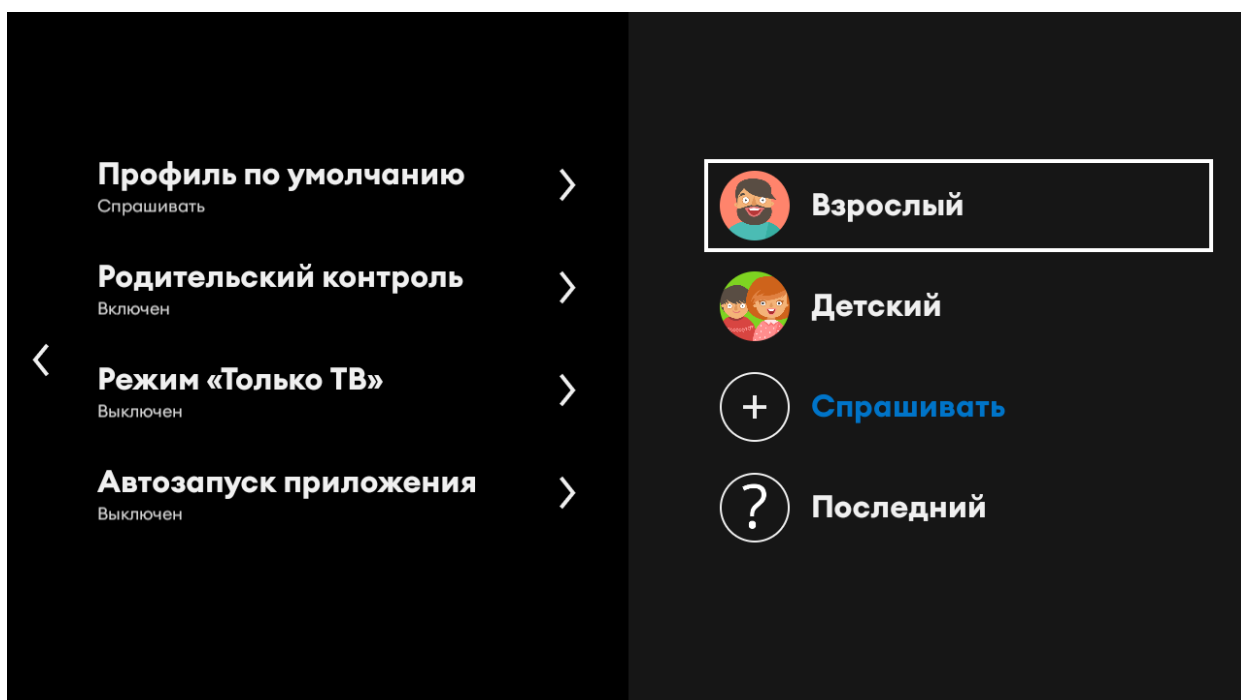 Профиль по умолчанию
Спрашивать
Родительский контроль
Включен
Режим «Только ТВ»
Выключен
Автозапуск приложения
Выключен
Взрослый
Детский
+ Спрашивать
? Последний